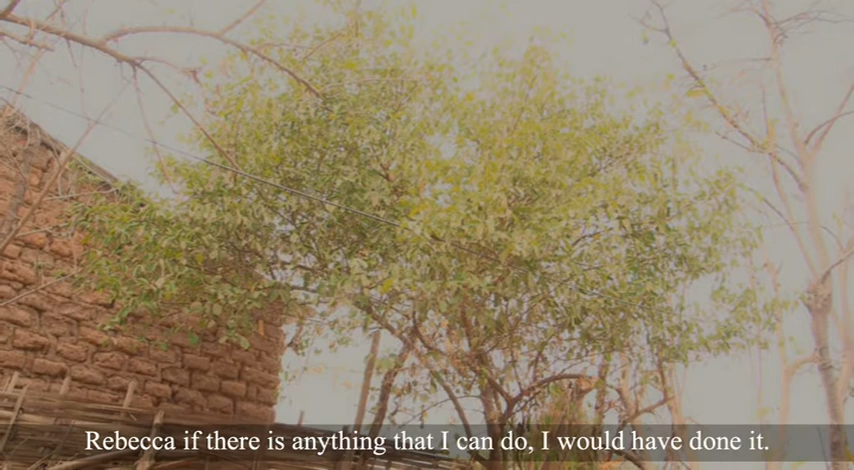 Rebecca if there is anything that I can do, I would have done it.